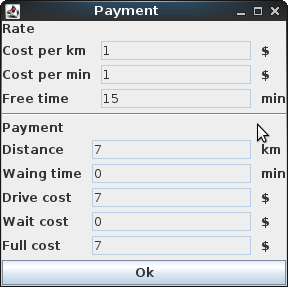 Payment
Rate
Cost per km 1 $
Cost per min 1 $
Free time 15 min
Payment
Distance 7 km
Waing time 0 min
Drive cost 7 $
Wait cost 0 $
Full cost 7 $
Ok